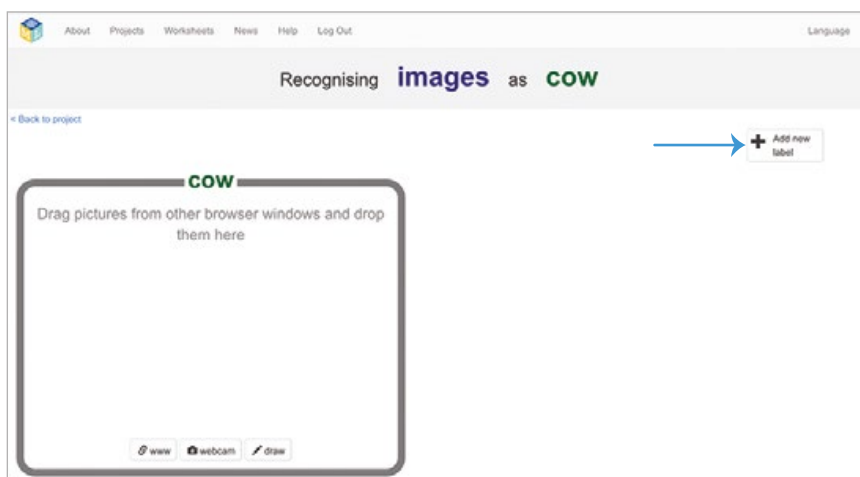 About Projects Worksheets News Help Log Out Language
Recognising images as cow
< Back to project
Add new
label
cow
Drag pictures from other browser windows and drop
them here
www webcam draw